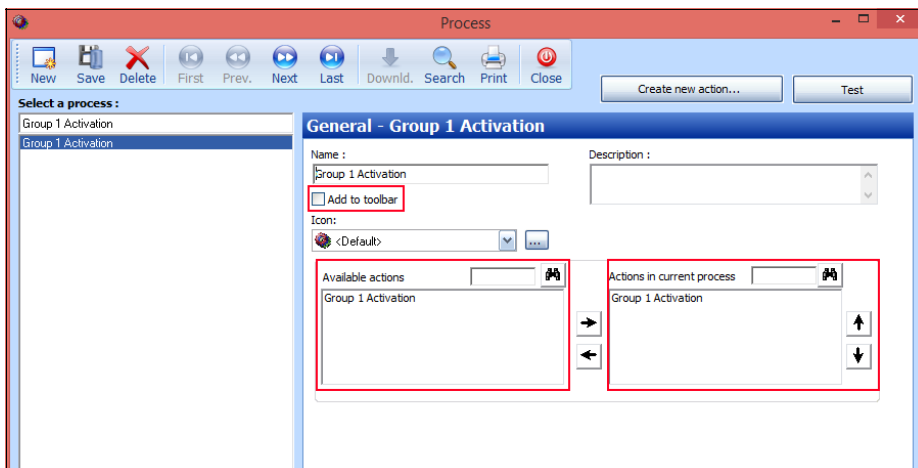 Process
New Save Delete First Prev. Next Last Downld. Search Print Close
Create new action... Test
Select a process :
Group 1 Activation
Group 1 Activation
General - Group 1 Activation
Name :
Group 1 Activation
Description :
Add to toolbar
Icon:
<Default>
...
Available actions
Group 1 Activation
Actions in current process
Group 1 Activation